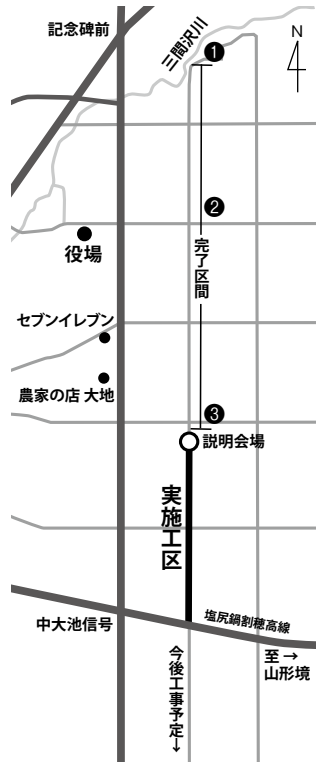 記念碑前
三間沢川
N
❶
❷
完了区間
役場
セブンイレブン
農家の店 大地
❸
説明会場
実施工区
中大池信号
塩尻鍋割穂高線
至→
山形境
今後工事予定→